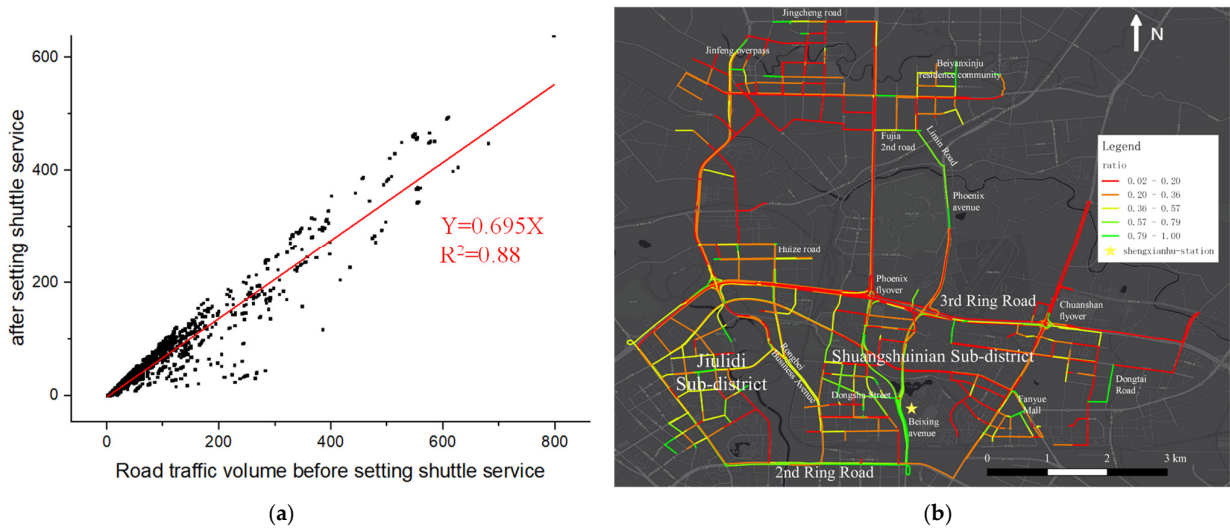 (a)
600
400
200
0
0
200
400
600
800
after setting shuttle service
Road traffic volume before setting shuttle service
Y=0.695X
R²=0.88
(b)
Jingcheng road
N
Jinfeng overpass
Beiyanxinju
residence community
Fujia
2nd road
Limin Road
Legend
ratio
0.02 - 0.20
0.20 - 0.36
0.36 - 0.57
0.57 - 0.79
0.79 - 1.00
shengxianhu-station
Phoenix
avenue
Huize road
Phoenix
flyover
3rd Ring Road
Chuanshan
flyover
Rongbei
Business Avenue
Jiulidi
Sub-district
Shuangshuinian Sub-district
Dongsha Street
Beixing
avenue
Fanyue
Mall
Dongtai
Road
2nd Ring Road
0
1
2
3 km